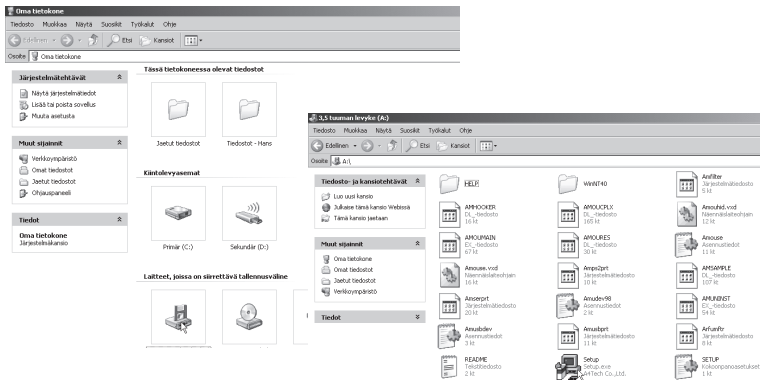 Oma tietokone
Tiedosto Muokkaa Näytä Suosikit Työkalut Ohje
Edellinen Etsi Kansiot
Osoite Oma tietokone
Järjestelmätehtävät
Näytä järjestelmätiedot
Lisää tai poista sovellus
Muuta asetusta
Muut sijainnit
Verkkoympäristö
Omat tiedostot
Jaetut tiedostot
Ohjauspaneeli
Tiedot
Oma tietokone
Järjestelmäkansio
Tässä tietokoneessa olevat tiedostot
Jaetut tiedostot Tiedostot - Hans
Kiintolevyasemat
Primär (C:) Sekundär (D:)
Laitteet, joissa on siirrettävä tallennusväline
3,5 tuuman levyke (A:)
Tiedosto Muokkaa Näytä Suosikit Työkalut Ohje
Edellinen Etsi Kansiot
Osoite A:\
Tiedosto- ja kansiotehtävät
Luo uusi kansio
Julkaise tämä kansio Webissä
Tämä kansio jaetaan
Muut sijainnit
Oma tietokone
Omat tiedostot
Jaetut tiedostot
Verkkoympäristö
Tiedot
HELP
WinNT40
Amfilter
Järjestelmätiedosto
5 kt
AMHOOKER
DL_-tiedosto
16 kt
AMOUCPLX
DL_-tiedosto
165 kt
Amouhid.vxd
Näennäislaiteohjain
12 kt
AMOUMAIN
EX_-tiedosto
67 kt
AMOURES
DL_-tiedosto
30 kt
Amouse
Asennustiedot
11 kt
Amouse.vxd
Näennäislaiteohjain
16 kt
Amps2prt
Järjestelmätiedosto
10 kt
AMSAMPLE
DL_-tiedosto
107 kt
Amserprt
Järjestelmätiedosto
20 kt
Amudev98
Asennustiedot
2 kt
AMUNINST
EX_-tiedosto
54 kt
Amusbdev
Asennustiedot
3 kt
Amusbprt
Järjestelmätiedosto
11 kt
Arfumftr
Järjestelmätiedosto
8 kt
README
Tekstitiedosto
2 kt
Setup
Setup.exe
A4Tech Co.,Ltd.
SETUP
Kokoonpanoasetukset
1 kt